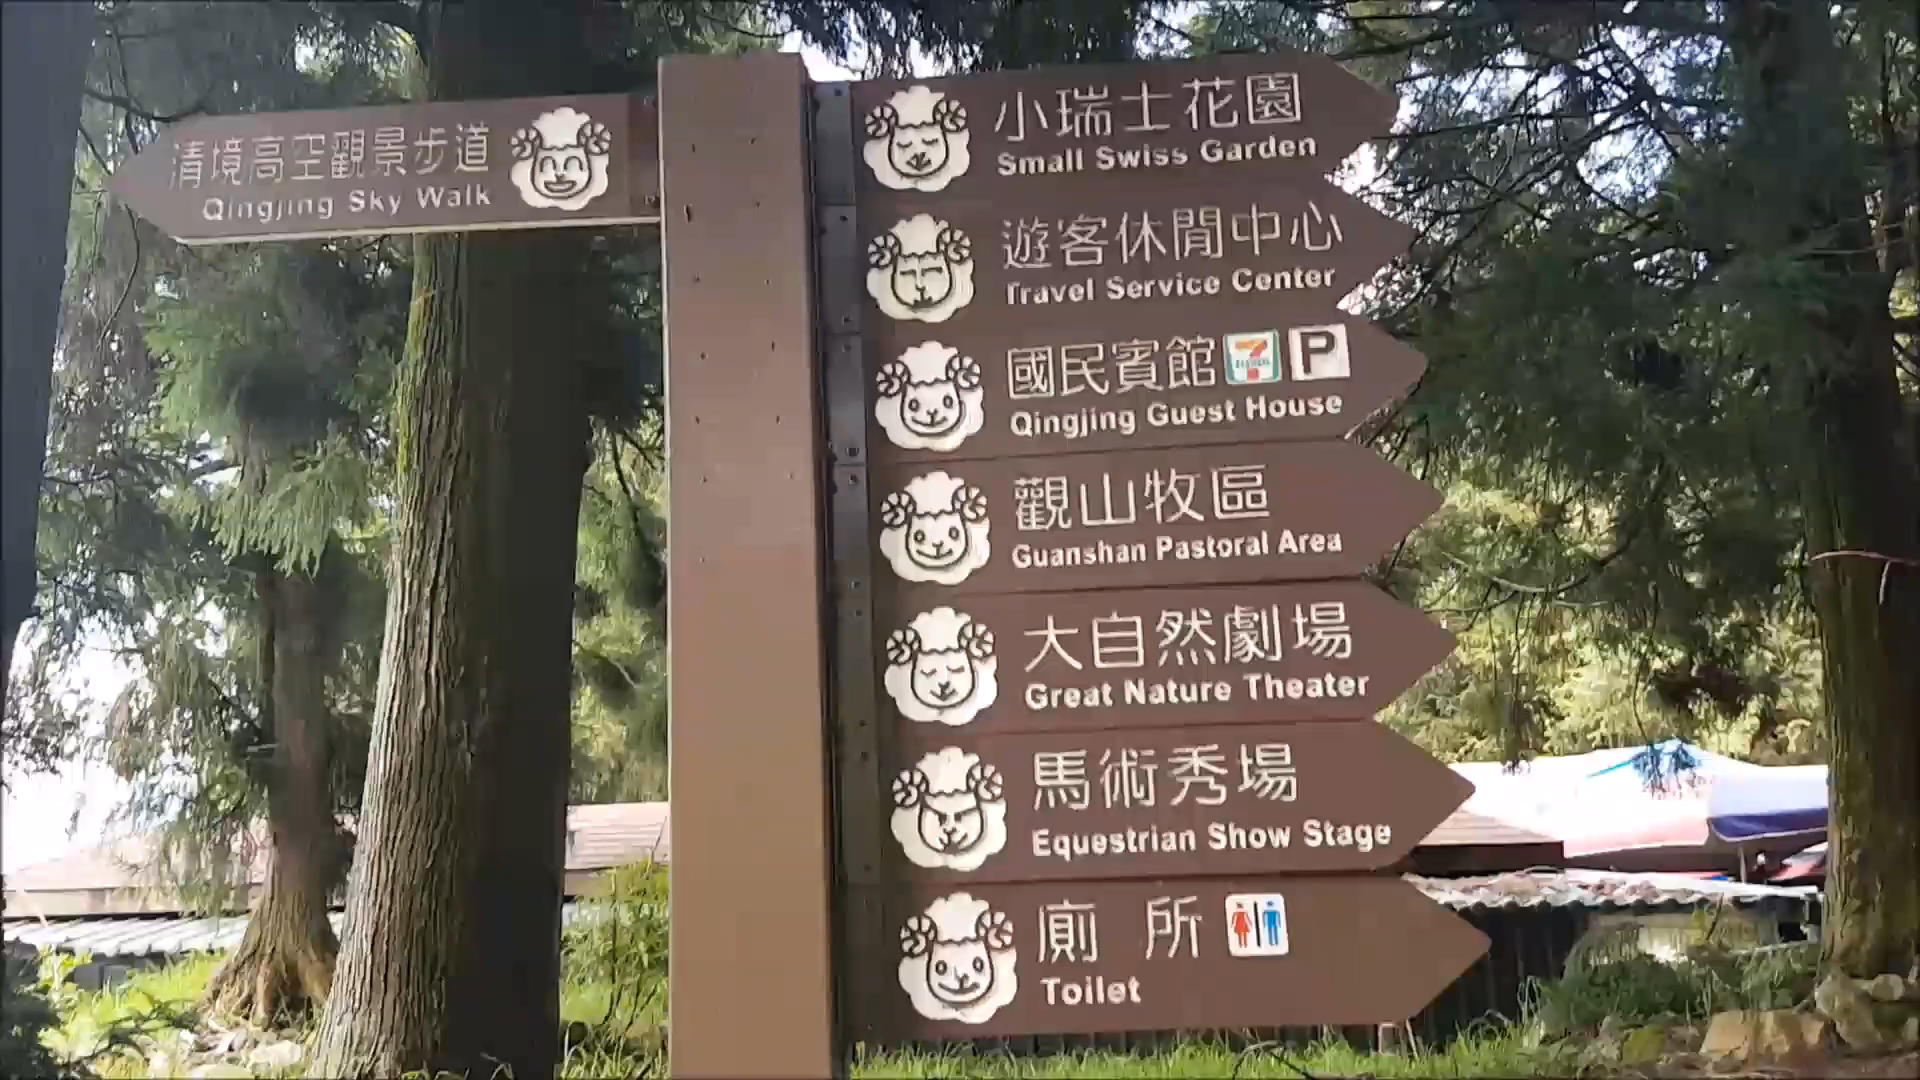 清境高空觀景步道
Qingjing Sky Walk
小瑞士花園
Small Swiss Garden
遊客休閒中心
Travel Service Center
國民賓館 7 ELEVEN P
Qingjing Guest House
觀山牧區
Guanshan Pastoral Area
大自然劇場
Great Nature Theater
馬術秀場
Equestrian Show Stage
廁所
Toilet